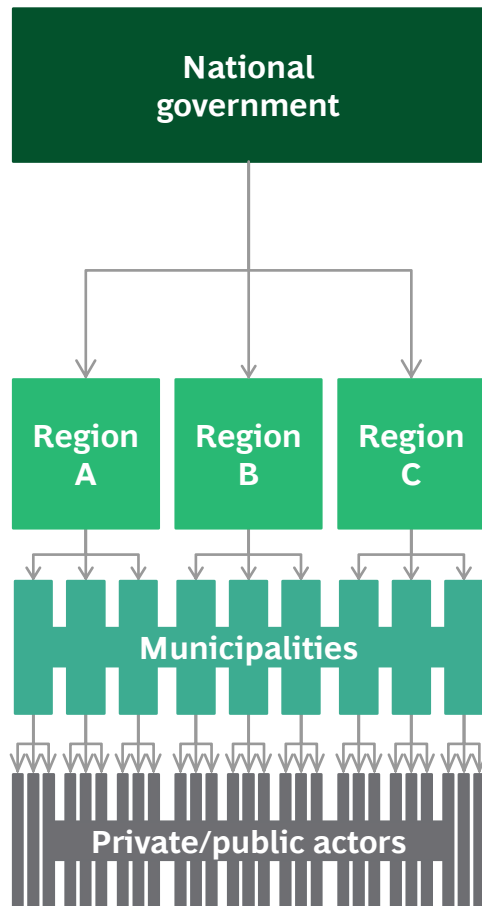 National
government
Region
A
Region
B
Region
C
Municipalities
Private/public actors